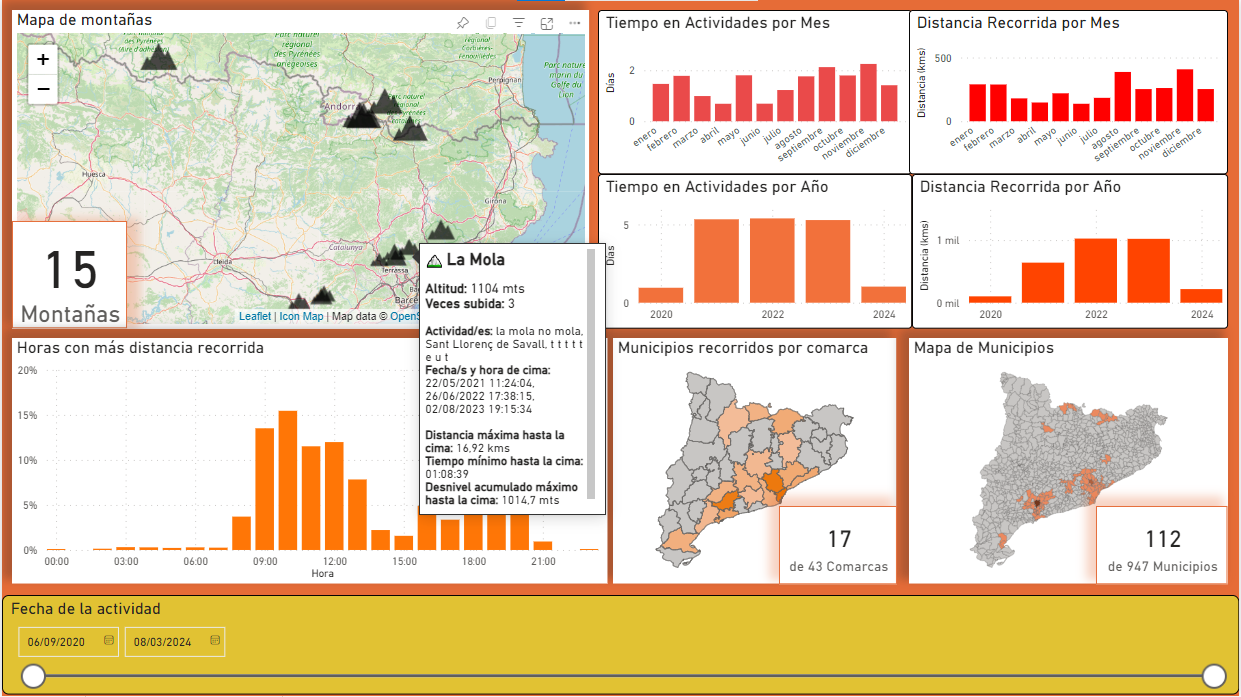 Mapa de montañas
+
−
Andorra
Perpignan
Huesca
Girona
Catalunya
Lleida
Terrassa
15
Montañas
Leaflet | Icon Map | Map data © OpenS
La Mola
Altitud: 1104 mts
Veces subida: 3
Actividad/es: la mola no mola,
Sant Llorenç de Savall, t t t t t
e u t
Fecha/s y hora de cima:
22/05/2021 11:24:04,
26/06/2022 17:38:15,
02/08/2023 19:15:34
Distancia máxima hasta la
cima: 16,92 kms
Tiempo mínimo hasta la cima:
01:08:39
Desnivel acumulado máximo
hasta la cima: 1014,7 mts
Tiempo en Actividades por Mes
Días
2
0
enero
febrero
marzo
abril
mayo
junio
julio
agosto
septiembre
octubre
noviembre
diciembre
Distancia Recorrida por Mes
Distancia (kms)
500
0
enero
febrero
marzo
abril
mayo
junio
julio
agosto
septiembre
octubre
noviembre
diciembre
Tiempo en Actividades por Año
Días
5
0
2020
2022
2024
Distancia Recorrida por Año
Distancia (kms)
1 mil
0 mil
2020
2022
2024
Horas con más distancia recorrida
20%
15%
10%
5%
0%
00:00
03:00
06:00
09:00
12:00
15:00
18:00
21:00
Hora
Municipios recorridos por comarca
17
de 43 Comarcas
Mapa de Municipios
112
de 947 Municipios
Fecha de la actividad
06/09/2020
08/03/2024